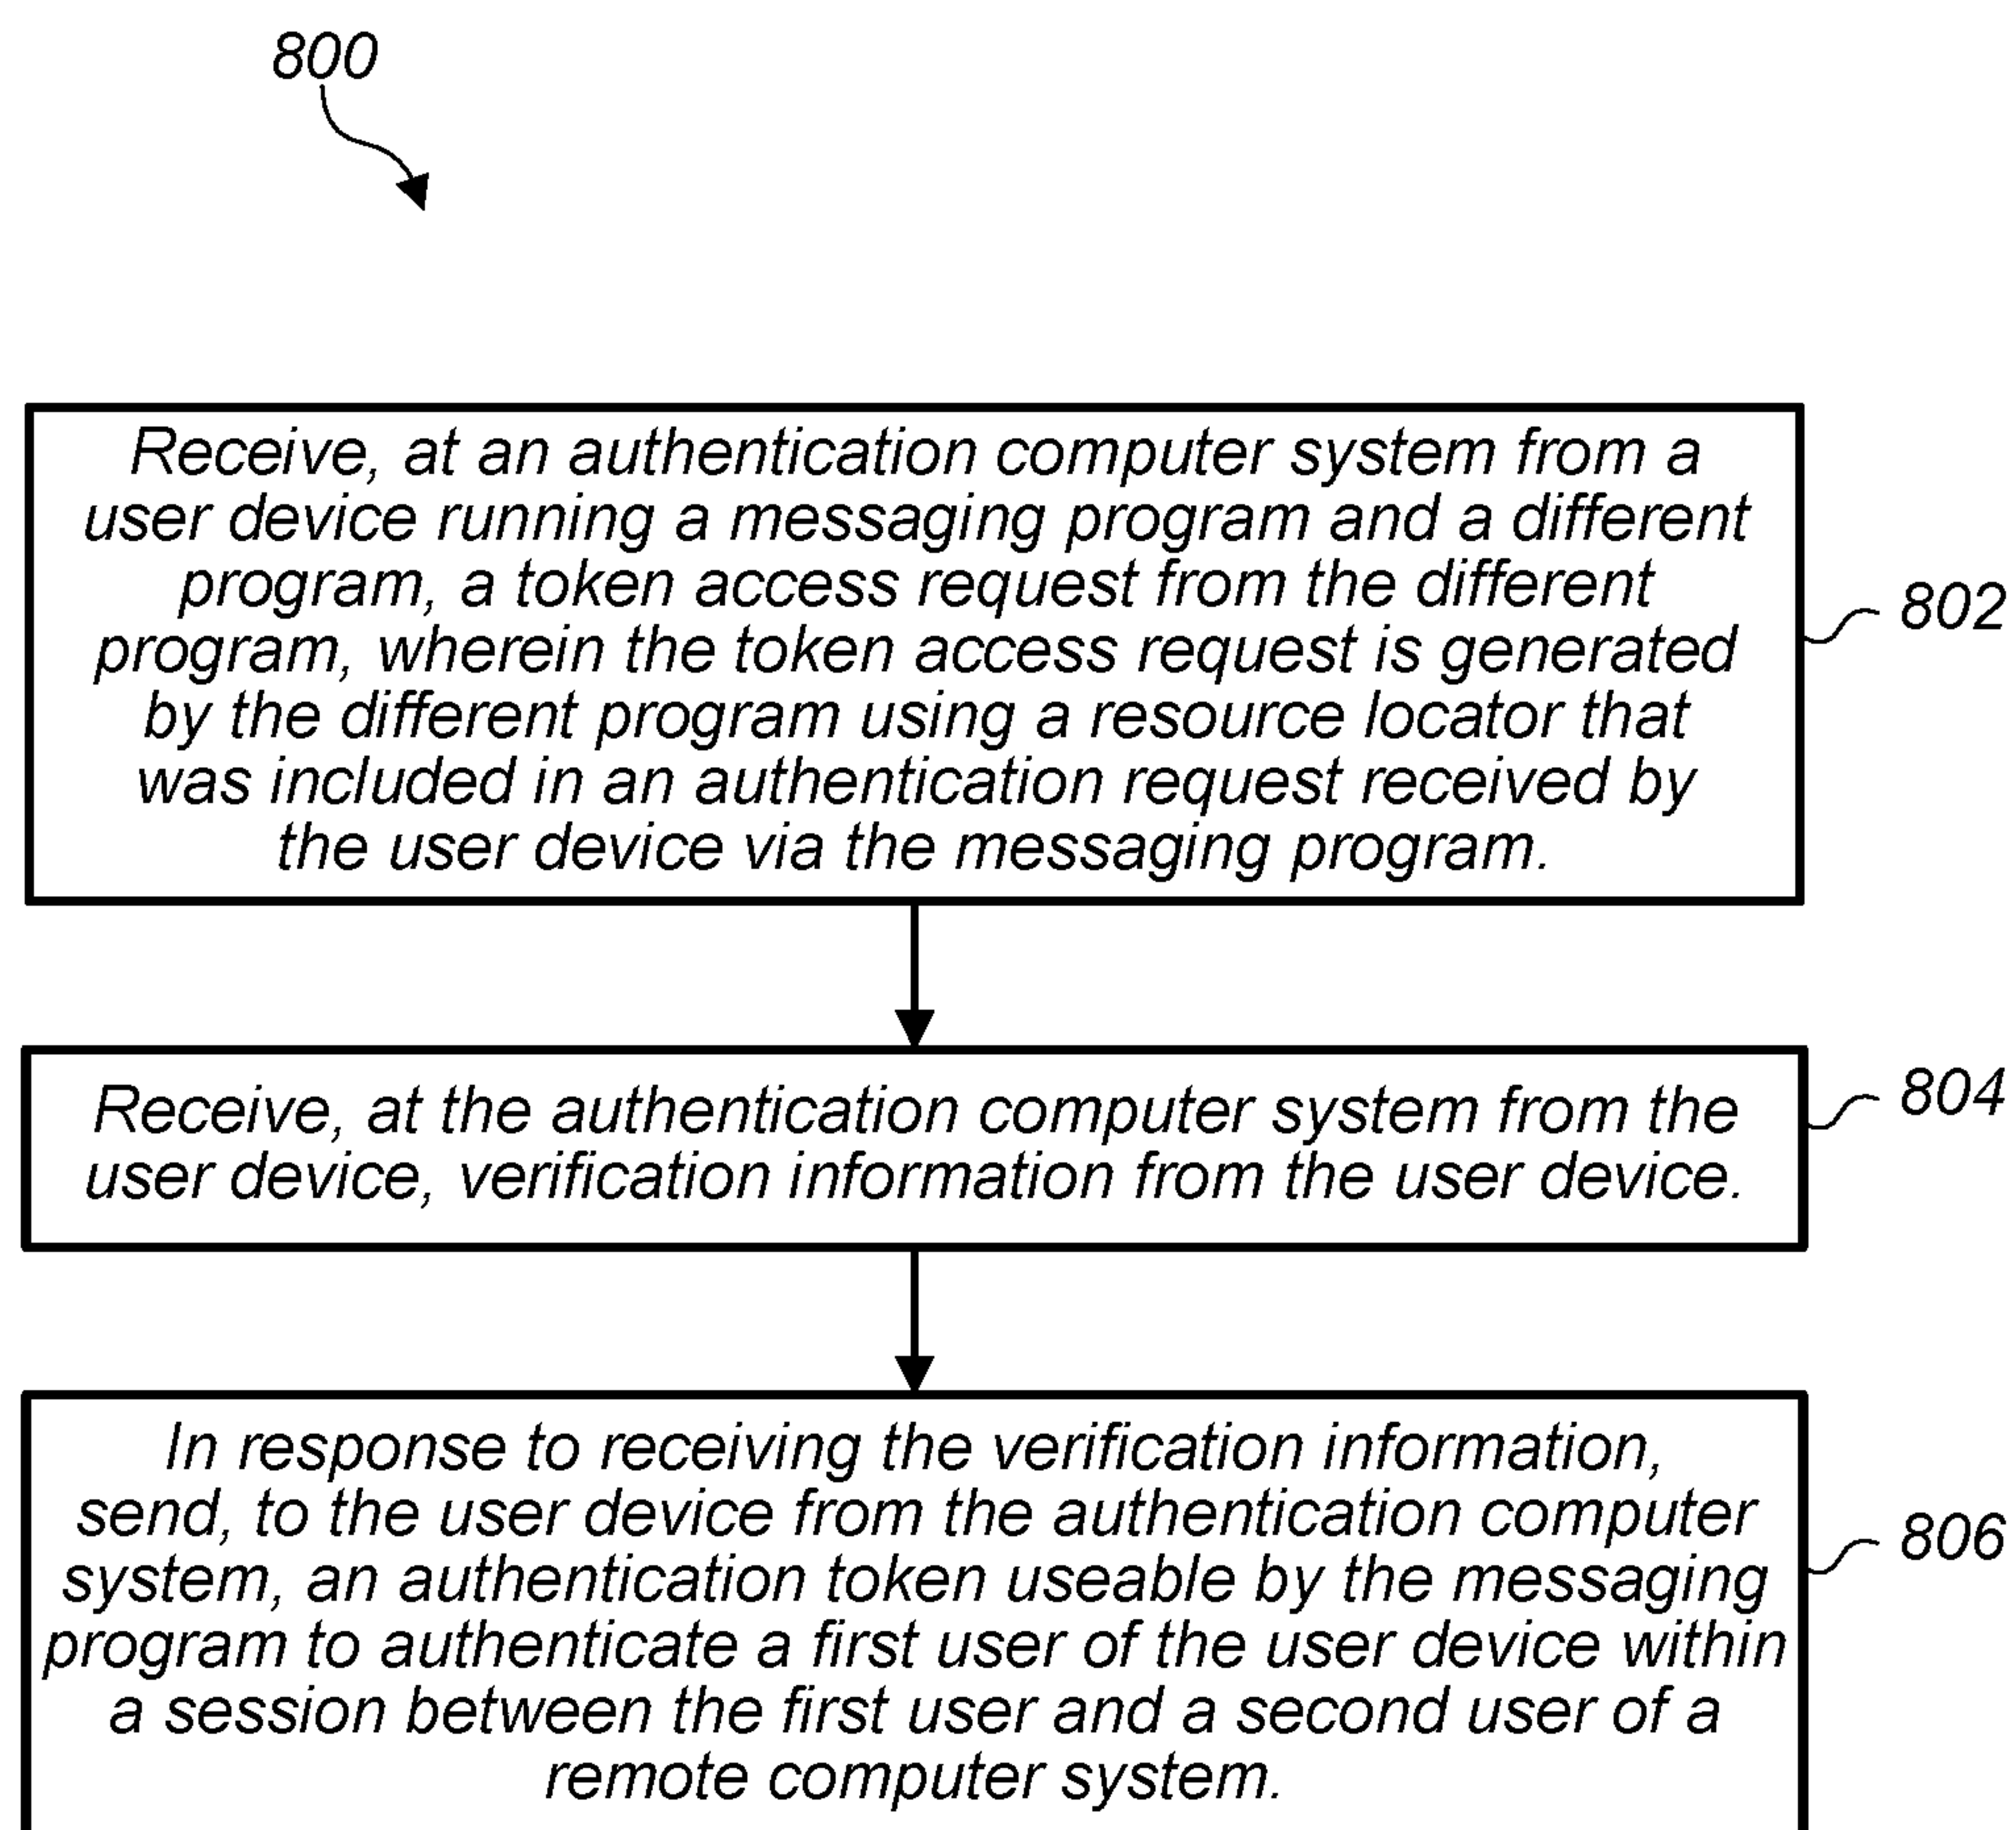 800
Receive, at an authentication computer system from a
user device running a messaging program and a different
program, a token access request from the different
program, wherein the token access request is generated
by the different program using a resource locator that
was included in an authentication request received by
the user device via the messaging program.
802
Receive, at the authentication computer system from the
user device, verification information from the user device.
804
In response to receiving the verification information,
send, to the user device from the authentication computer
system, an authentication token useable by the messaging
program to authenticate a first user of the user device within
a session between the first user and a second user of a
remote computer system.
806